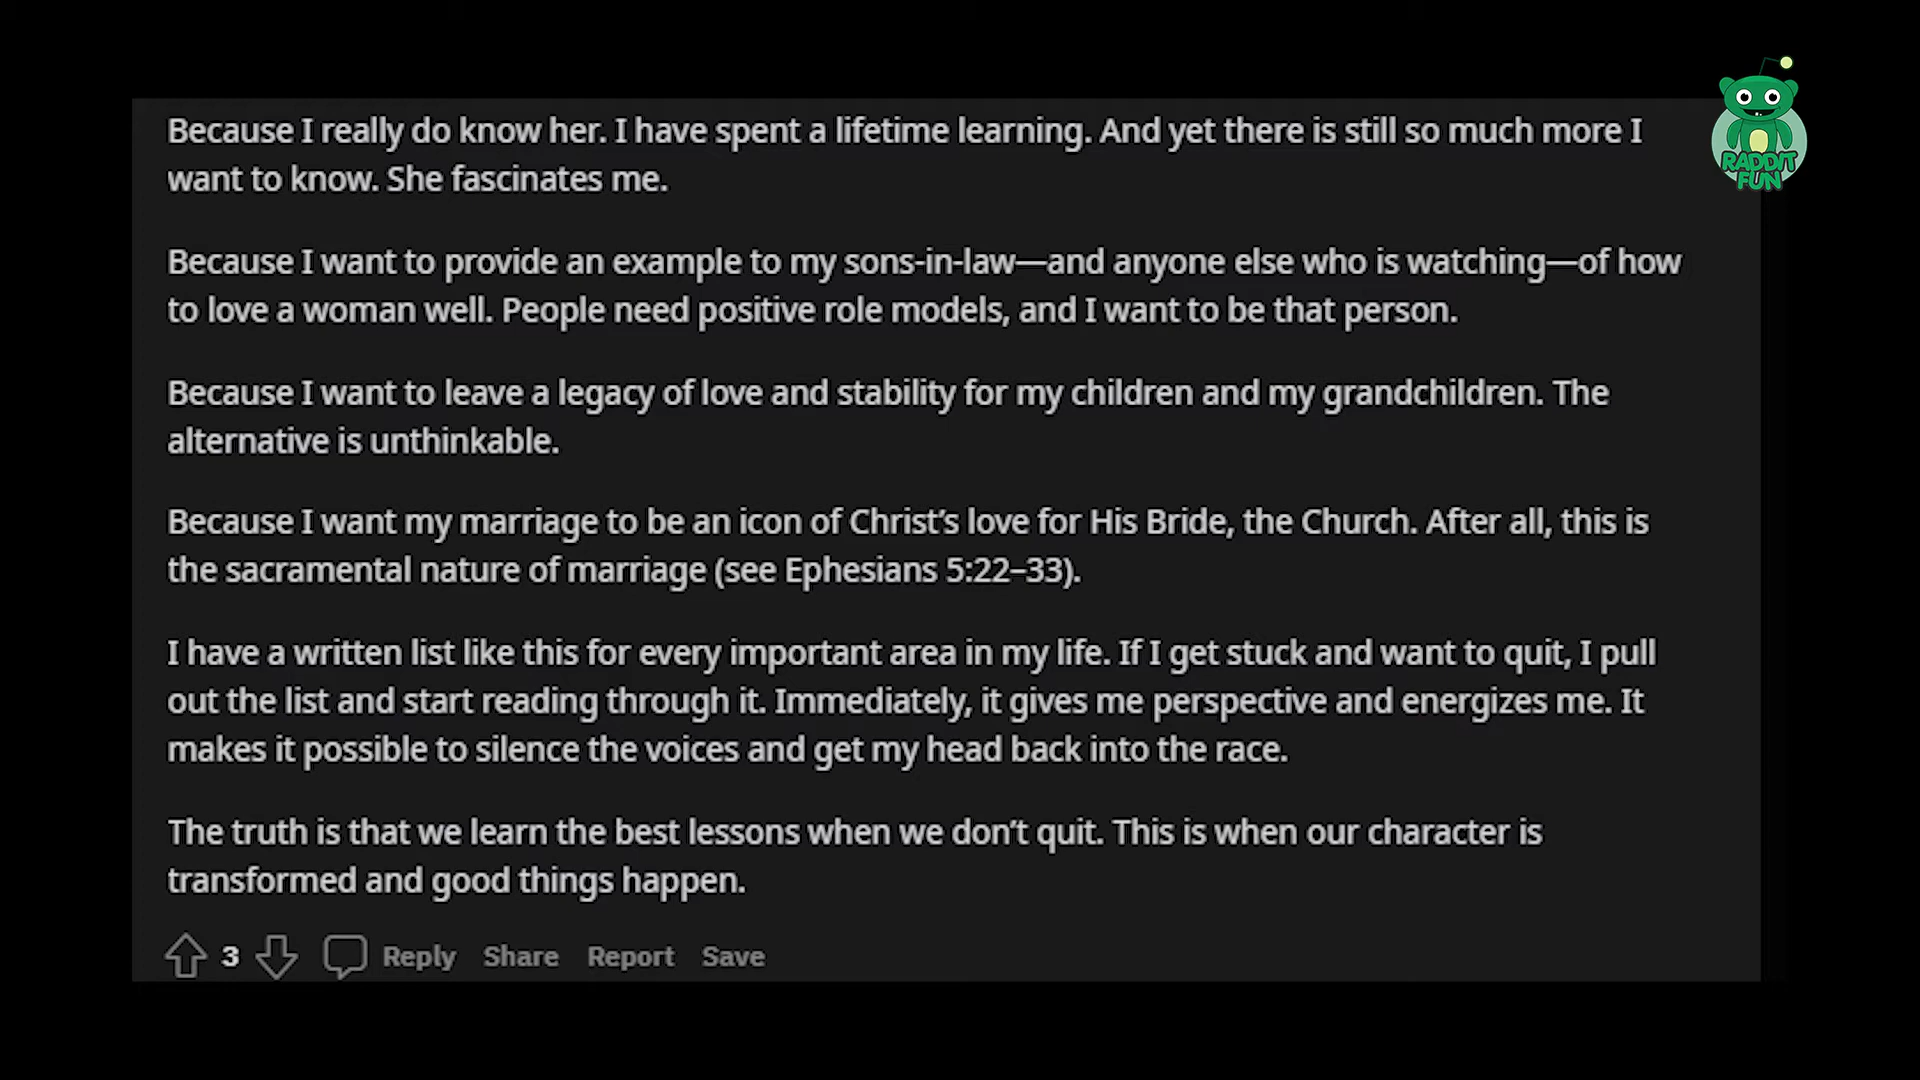 RADDIT
FUN
Because I really do know her. I have spent a lifetime learning. And yet there is still so much more I
want to know. She fascinates me.
Because I want to provide an example to my sons-in-law—and anyone else who is watching—of how
to love a woman well. People need positive role models, and I want to be that person.
Because I want to leave a legacy of love and stability for my children and my grandchildren. The
alternative is unthinkable.
Because I want my marriage to be an icon of Christ’s love for His Bride, the Church. After all, this is
the sacramental nature of marriage (see Ephesians 5:22–33).
I have a written list like this for every important area in my life. If I get stuck and want to quit, I pull
out the list and start reading through it. Immediately, it gives me perspective and energizes me. It
makes it possible to silence the voices and get my head back into the race.
The truth is that we learn the best lessons when we don’t quit. This is when our character is
transformed and good things happen.
3 Reply Share Report Save